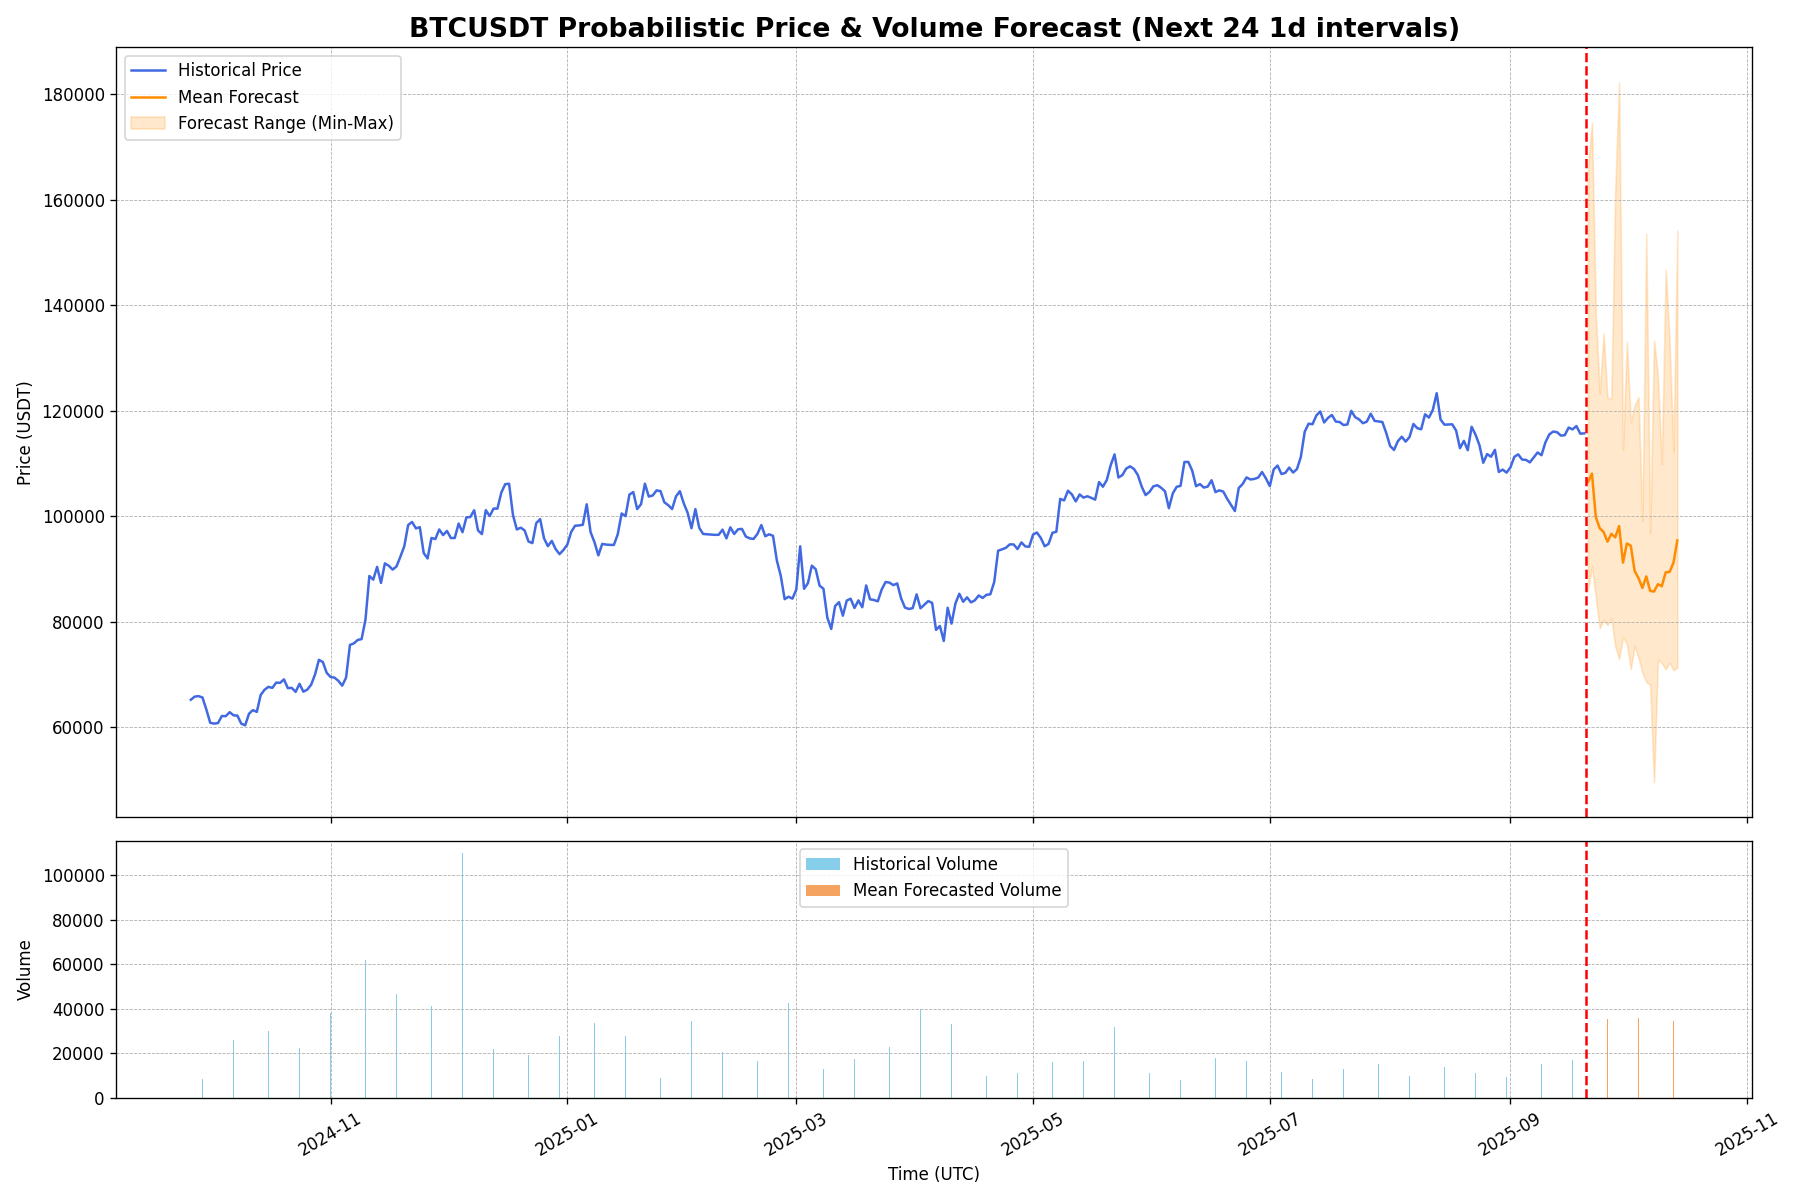 BTCUSDT Probabilistic Price & Volume Forecast (Next 24 1d intervals)
Historical Price
Mean Forecast
Forecast Range (Min-Max)
Price (USDT)
180000
160000
140000
120000
100000
80000
60000
Historical Volume
Mean Forecasted Volume
Volume
100000
80000
60000
40000
20000
0
2024-11
2025-01
2025-03
2025-05
2025-07
2025-09
2025-11
Time (UTC)